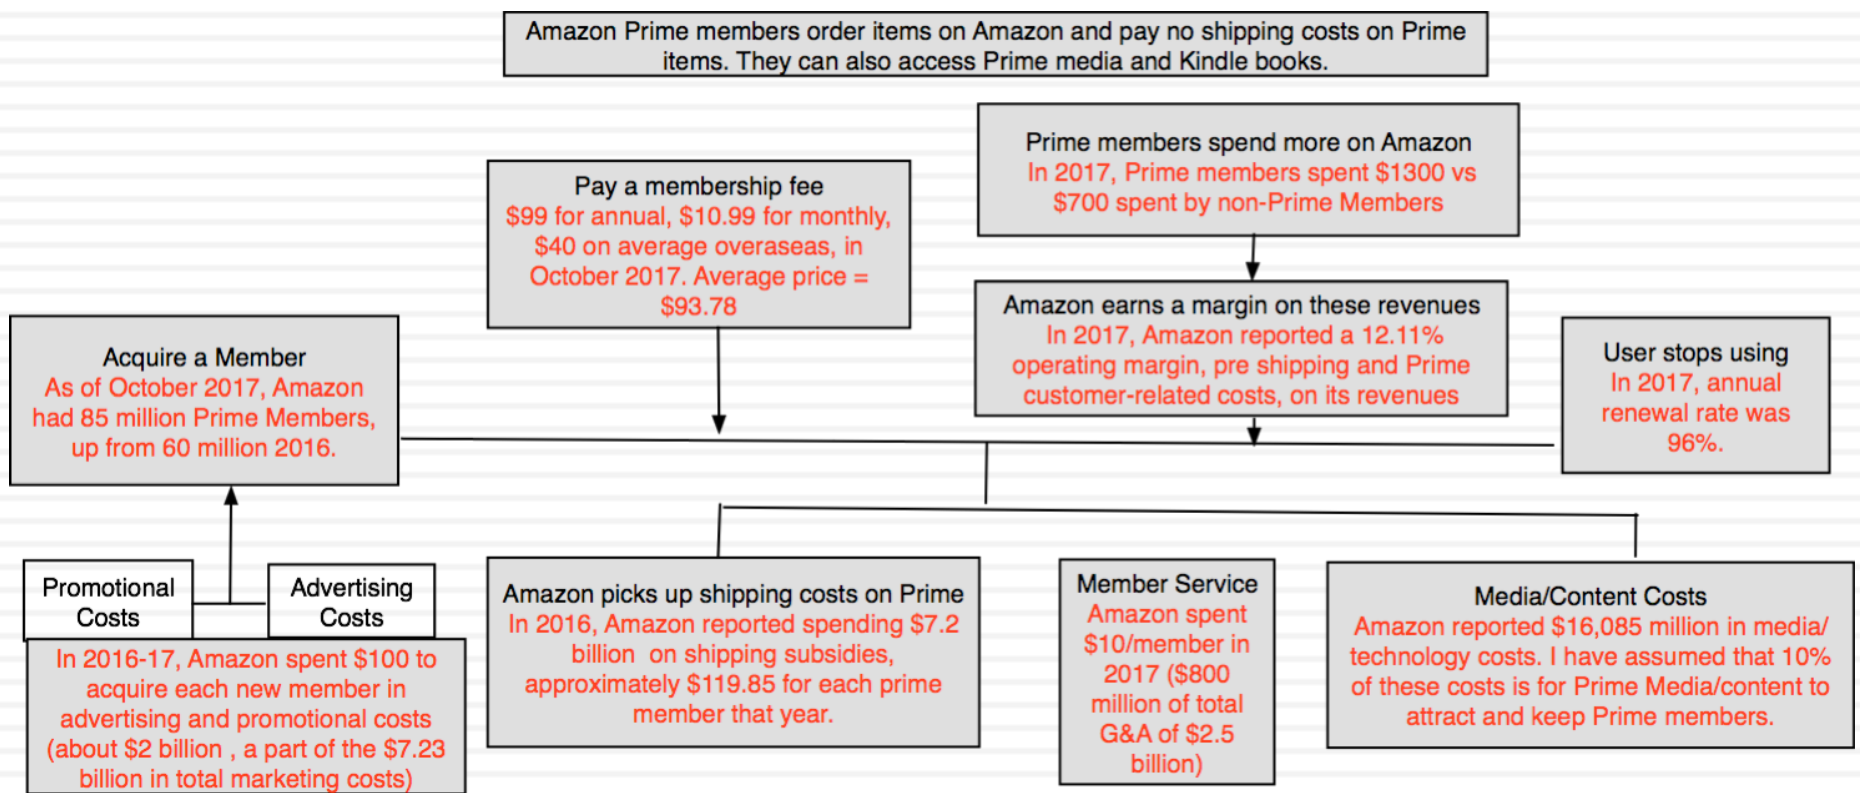 Amazon Prime members order items on Amazon and pay no shipping costs on Prime
items. They can also access Prime media and Kindle books.
Prime members spend more on Amazon
In 2017, Prime members spent $1300 vs
$700 spent by non-Prime Members
Pay a membership fee
$99 for annual, $10.99 for monthly,
$40 on average overaseas, in
October 2017. Average price =
$93.78
Amazon earns a margin on these revenues
In 2017, Amazon reported a 12.11%
operating margin, pre shipping and Prime
customer-related costs, on its revenues
Acquire a Member
As of October 2017, Amazon
had 85 million Prime Members,
up from 60 million 2016.
User stops using
In 2017, annual
renewal rate was
96%.
Promotional
Costs
Advertising
Costs
In 2016-17, Amazon spent $100 to
acquire each new member in
advertising and promotional costs
(about $2 billion , a part of the $7.23
billion in total marketing costs)
Amazon picks up shipping costs on Prime
In 2016, Amazon reported spending $7.2
billion  on shipping subsidies,
approximately $119.85 for each prime
member that year.
Member Service
Amazon spent
$10/member in
2017 ($800
million of total
G&A of $2.5
billion)
Media/Content Costs
Amazon reported $16,085 million in media/
technology costs. I have assumed that 10%
of these costs is for Prime Media/content to
attract and keep Prime members.